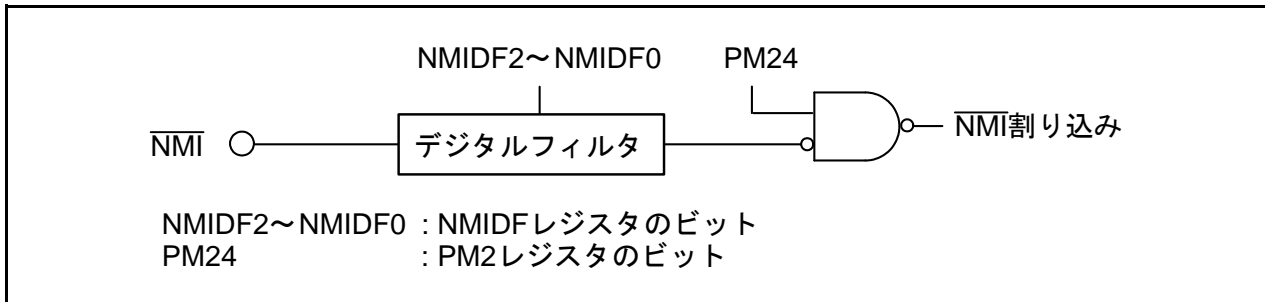 NMIDF2～NMIDF0 PM24
NMI デジタルフィルタ NMI割り込み
NMIDF2～NMIDF0 : NMIDFレジスタのビット
PM24 : PM2レジスタのビット